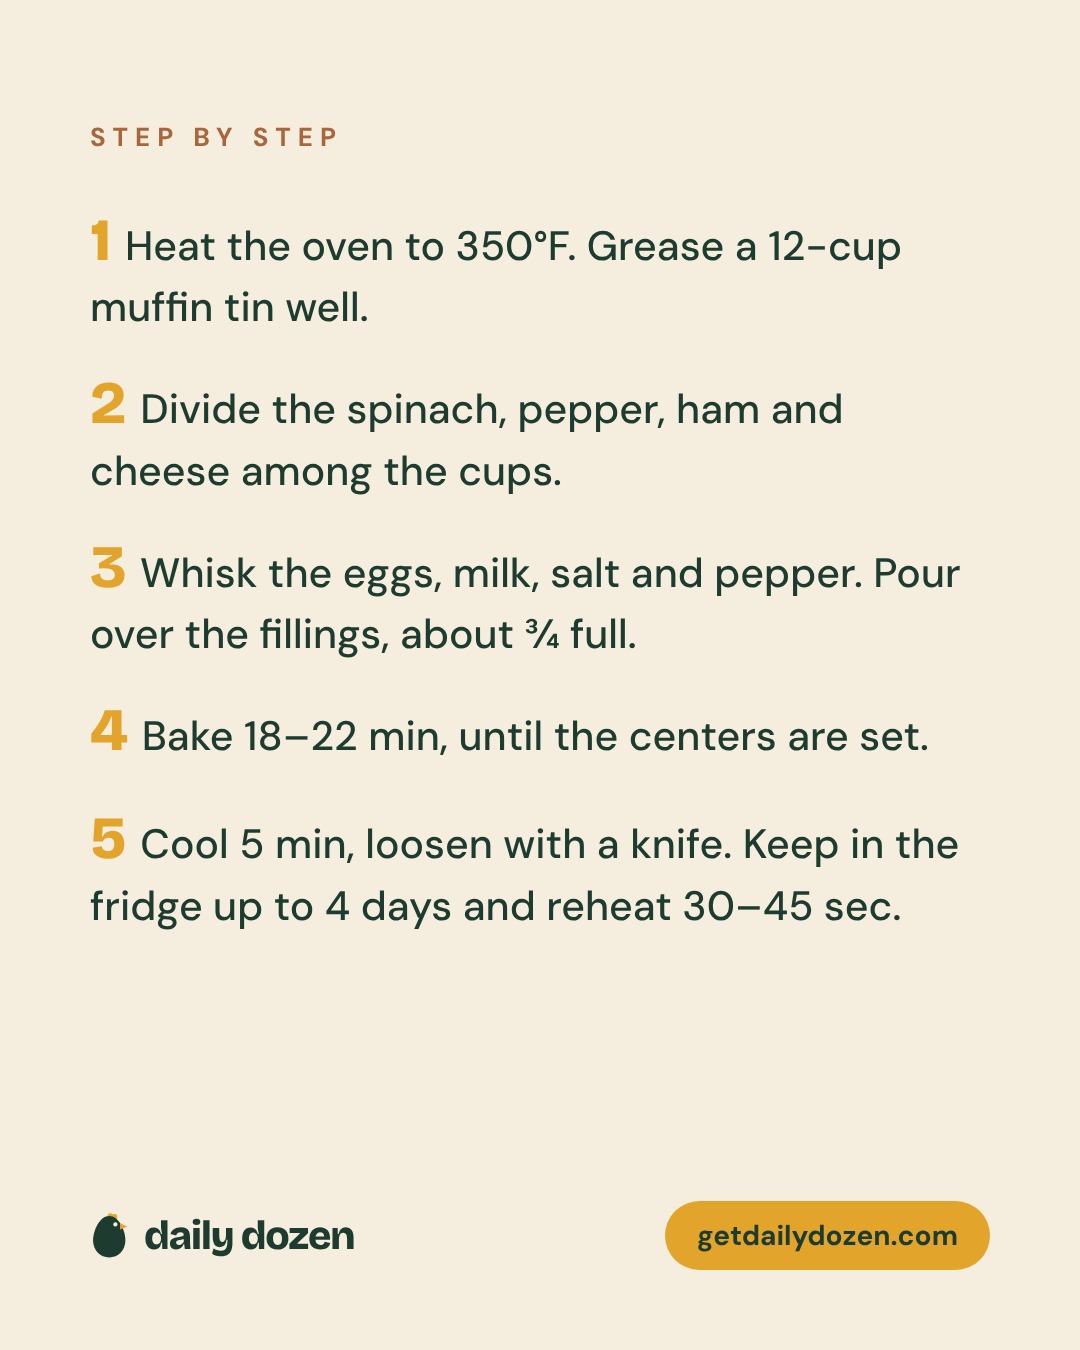 STEP BY STEP
1 Heat the oven to 350°F. Grease a 12-cup
muffin tin well.
2 Divide the spinach, pepper, ham and
cheese among the cups.
3 Whisk the eggs, milk, salt and pepper. Pour
over the fillings, about ¾ full.
4 Bake 18–22 min, until the centers are set.
5 Cool 5 min, loosen with a knife. Keep in the
fridge up to 4 days and reheat 30–45 sec.
daily dozen
getdailydozen.com